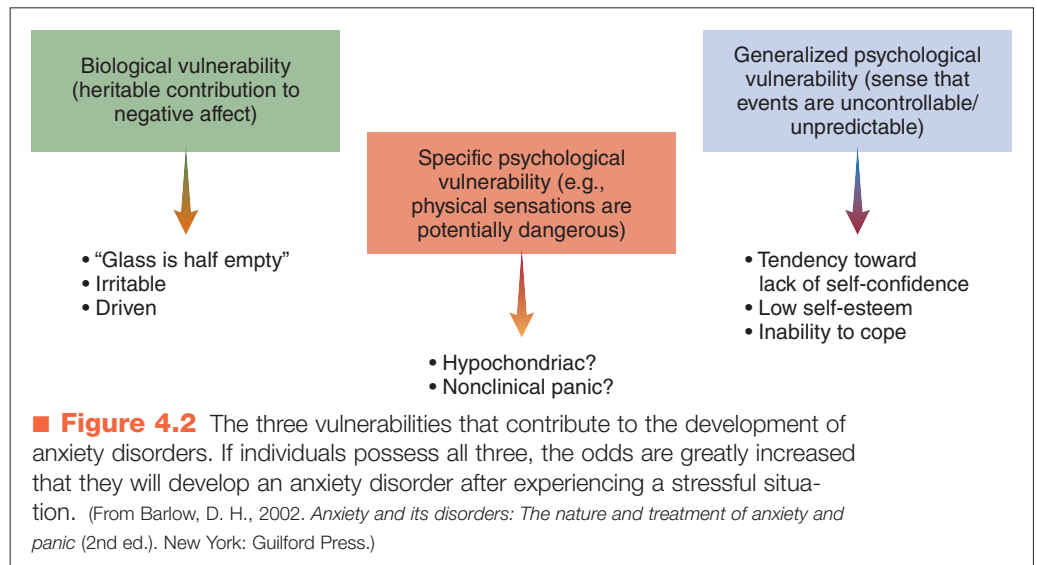 Biological vulnerability
(heritable contribution to
negative affect)
• “Glass is half empty”
• Irritable
• Driven
Specific psychological
vulnerability (e.g.,
physical sensations are
potentially dangerous)
• Hypochondriac?
• Nonclinical panic?
Generalized psychological
vulnerability (sense that
events are uncontrollable/
unpredictable)
• Tendency toward
lack of self-confidence
• Low self-esteem
• Inability to cope
■ Figure 4.2 The three vulnerabilities that contribute to the development of
anxiety disorders. If individuals possess all three, the odds are greatly increased
that they will develop an anxiety disorder after experiencing a stressful situa-
tion. (From Barlow, D. H., 2002. Anxiety and its disorders: The nature and treatment of anxiety and
panic (2nd ed.). New York: Guilford Press.)